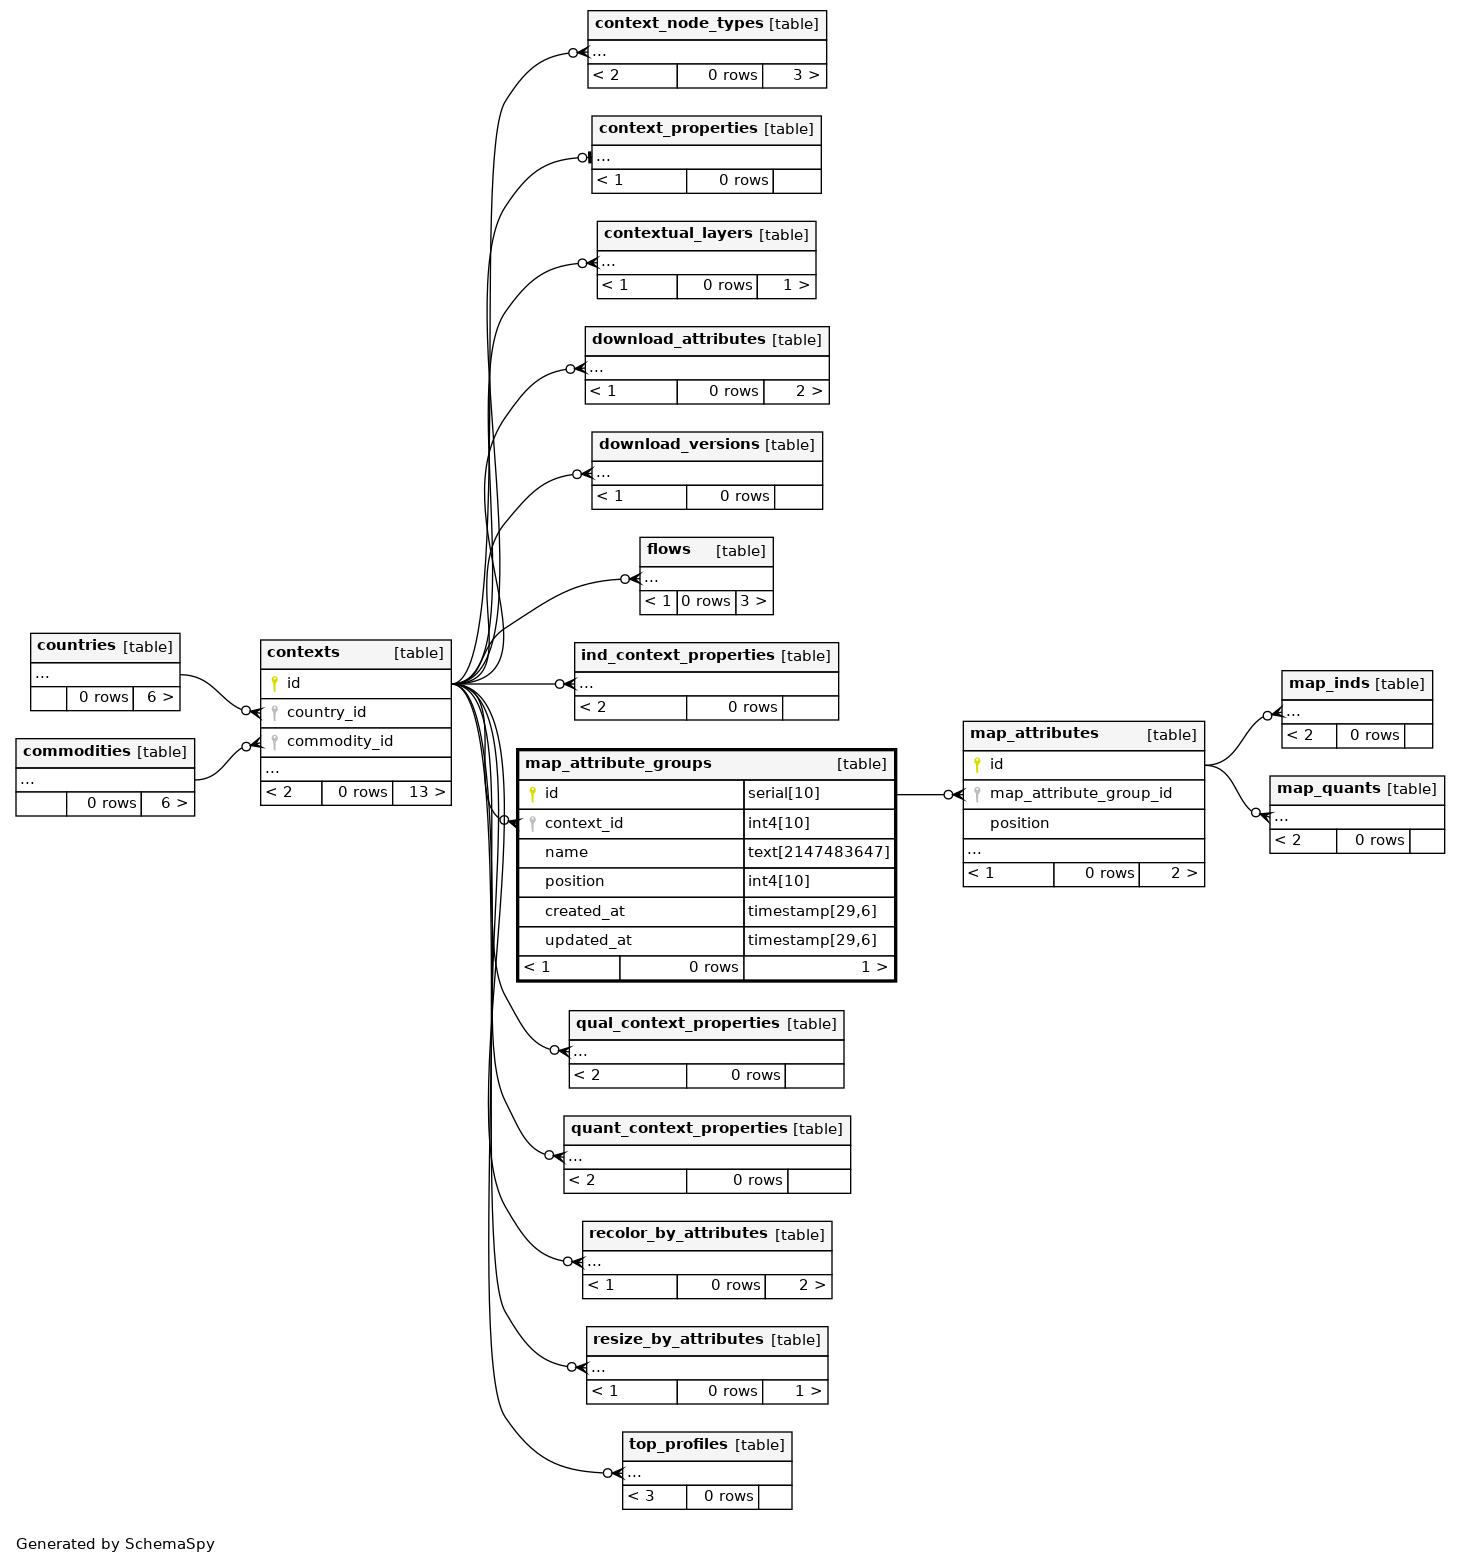 context_node_types [table]
...
< 2 0 rows 3 >
context_properties [table]
...
< 1 0 rows
contextual_layers [table]
...
< 1 0 rows 1 >
download_attributes [table]
...
< 1 0 rows 2 >
download_versions [table]
...
< 1 0 rows
flows [table]
...
< 1 0 rows 3 >
countries [table]
...
0 rows 6 >
commodities [table]
...
0 rows 6 >
contexts [table]
id
country_id
commodity_id
...
< 2 0 rows 13 >
ind_context_properties [table]
...
< 2 0 rows
map_attribute_groups [table]
id serial[10]
context_id int4[10]
name text[2147483647]
position int4[10]
created_at timestamp[29,6]
updated_at timestamp[29,6]
< 1 0 rows 1 >
map_attributes [table]
id
map_attribute_group_id
position
...
< 1 0 rows 2 >
map_inds [table]
...
< 2 0 rows
map_quants [table]
...
< 2 0 rows
qual_context_properties [table]
...
< 2 0 rows
quant_context_properties [table]
...
< 2 0 rows
recolor_by_attributes [table]
...
< 1 0 rows 2 >
resize_by_attributes [table]
...
< 1 0 rows 1 >
top_profiles [table]
...
< 3 0 rows
Generated by SchemaSpy